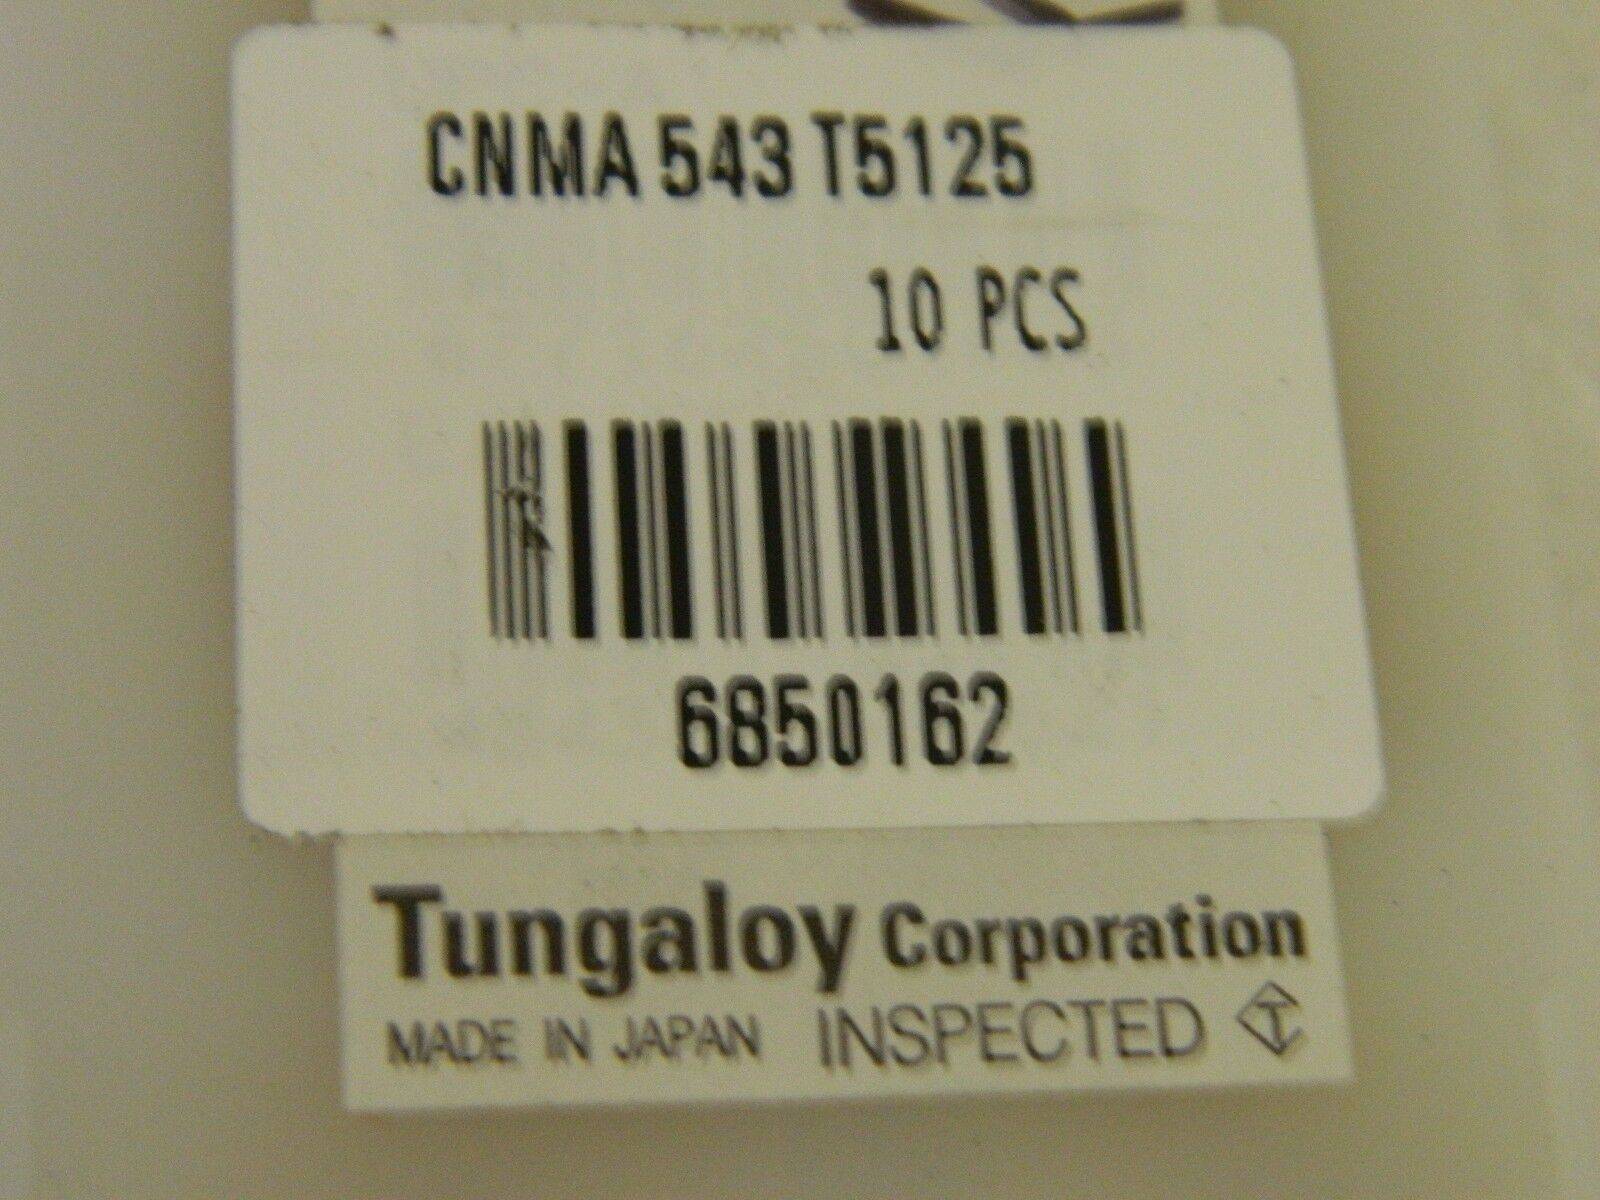 CNMA 543 T5125
10 PCS
6850162
Tungaloy Corporation
MADE IN JAPAN INSPECTED